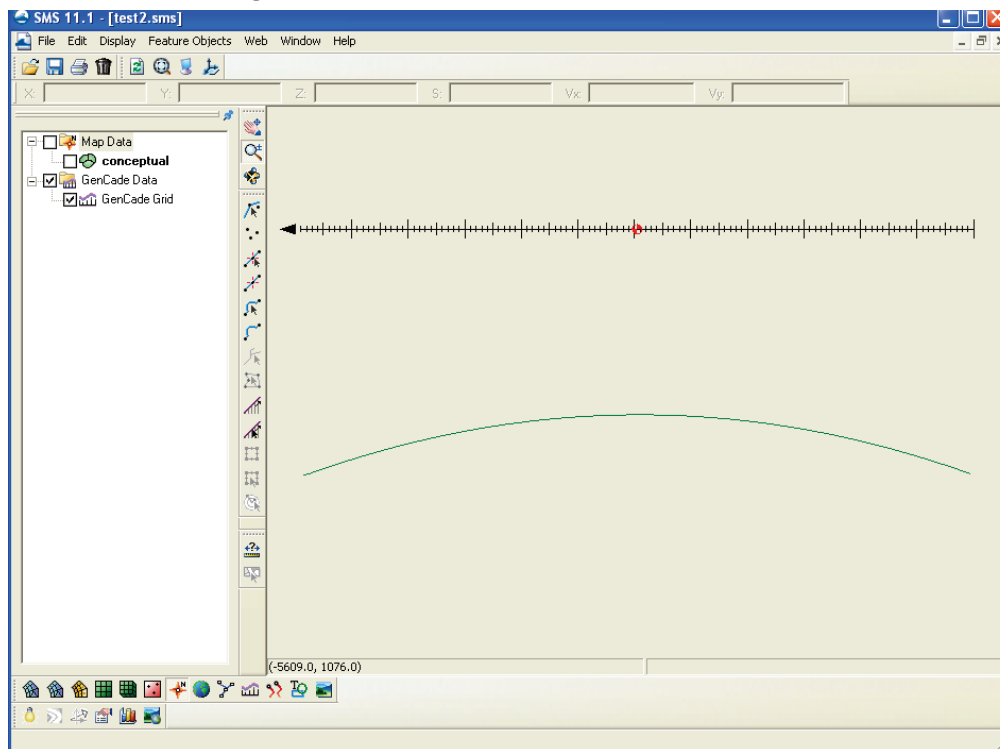 SMS 11.1 - [test2.sms]
File Edit Display Feature Objects Web Window Help
X: Y: Z: S: Vx: Vy:
Map Data
conceptual
GenCade Data
GenCade Grid
(-5609.0, 1076.0)